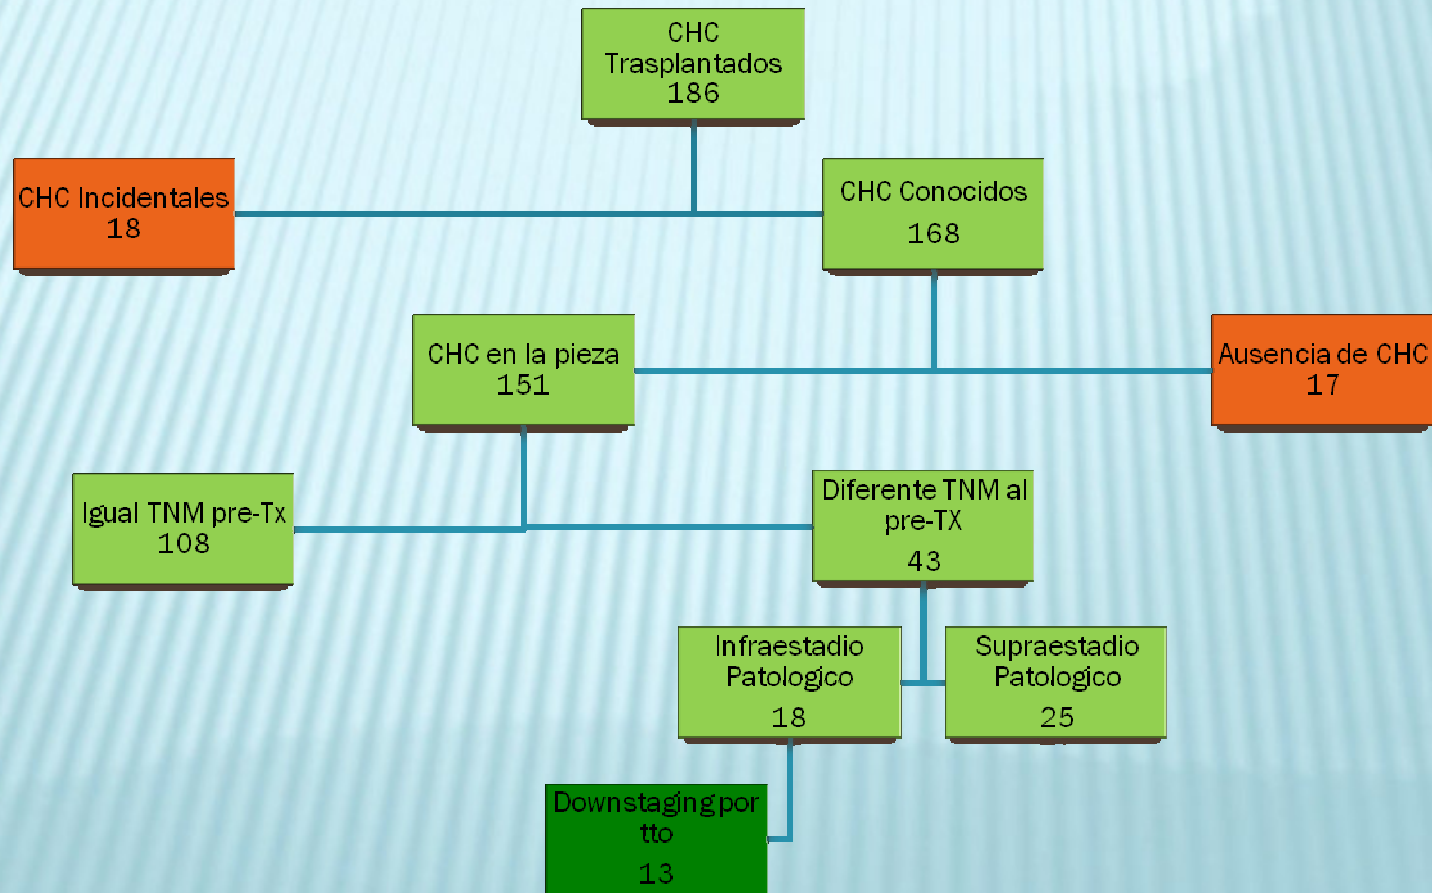 CHC
Trasplantados
186
CHC Incidentales
18
CHC Conocidos
168
CHC en la pieza
151
Ausencia de CHC
17
Igual TNM pre-Tx
108
Diferente TNM al
pre-TX
43
Infraestadio
Patologico
18
Supraestadio
Patologico
25
Downstaging por
tto
13